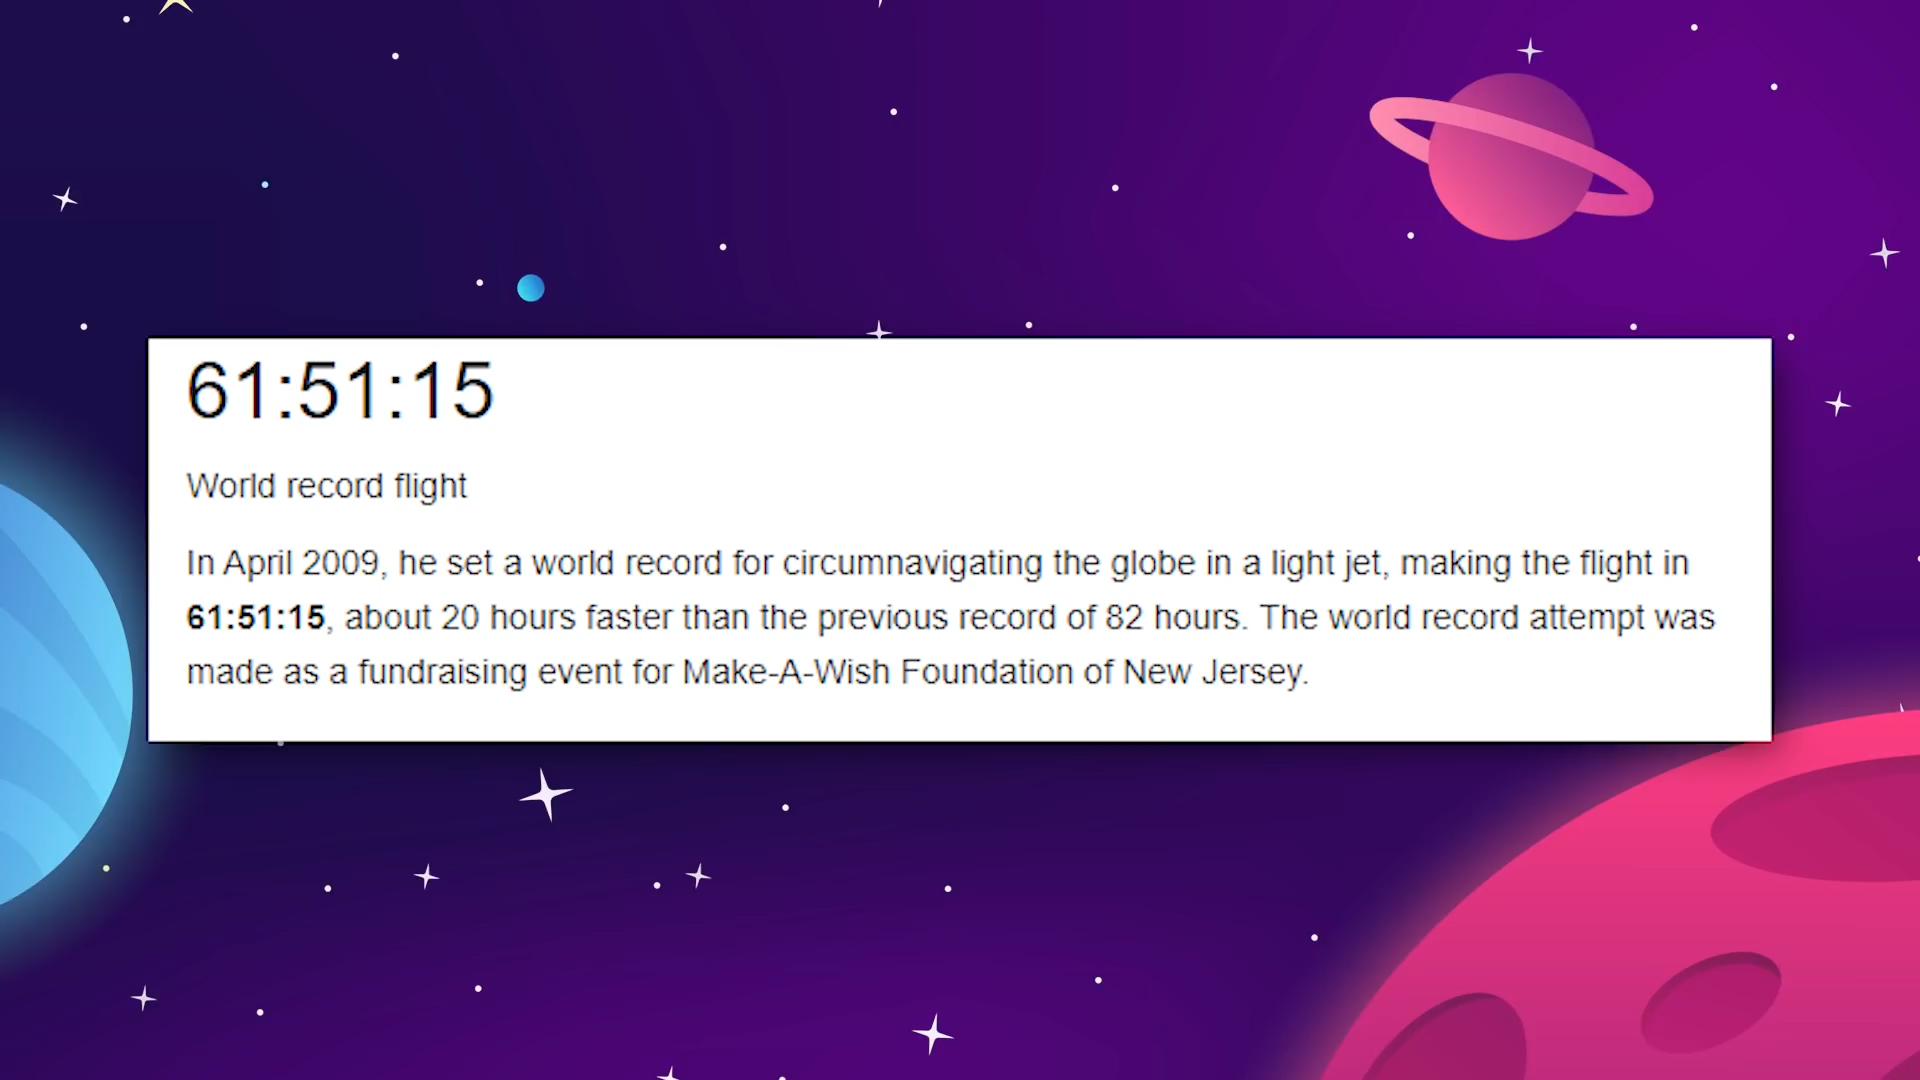 61:51:15
World record flight
In April 2009, he set a world record for circumnavigating the globe in a light jet, making the flight in
61:51:15, about 20 hours faster than the previous record of 82 hours. The world record attempt was
made as a fundraising event for Make-A-Wish Foundation of New Jersey.